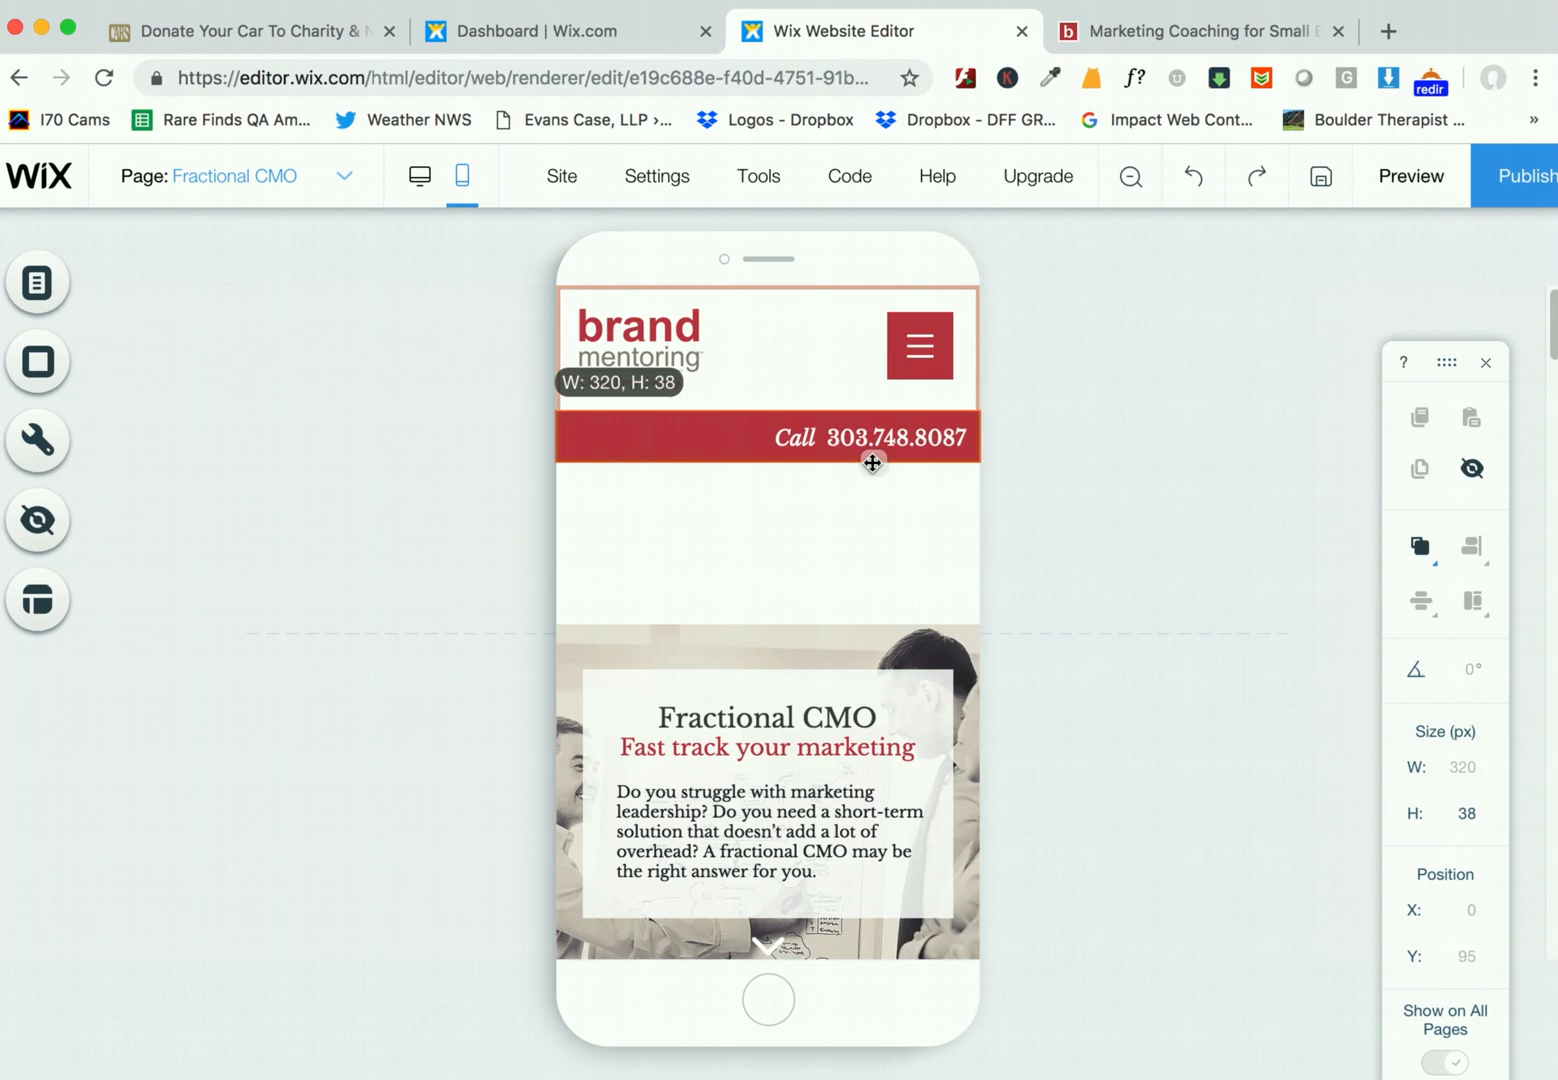 Donate Your Car To Charity &
Dashboard | Wix.com
Wix Website Editor
b Marketing Coaching for Small
https://editor.wix.com/html/editor/web/renderer/edit/e19c688e-f40d-4751-91b...
f?
K
G
redir
I70 Cams
Rare Finds QA Am...
Weather NWS
Evans Case, LLP ›...
Logos - Dropbox
Dropbox - DFF GR...
Impact Web Cont...
Boulder Therapist ...
»
WiX
Page: Fractional CMO
Site
Settings
Tools
Code
Help
Upgrade
Preview
Publish
brand
mentoring
W: 320, H: 38
Call 303.748.8087
Fractional CMO
Fast track your marketing
Do you struggle with marketing
leadership? Do you need a short-term
solution that doesn't add a lot of
overhead? A fractional CMO may be
the right answer for you.
?
0°
Size (px)
W: 320
H: 38
Position
X: 0
Y: 95
Show on All
Pages